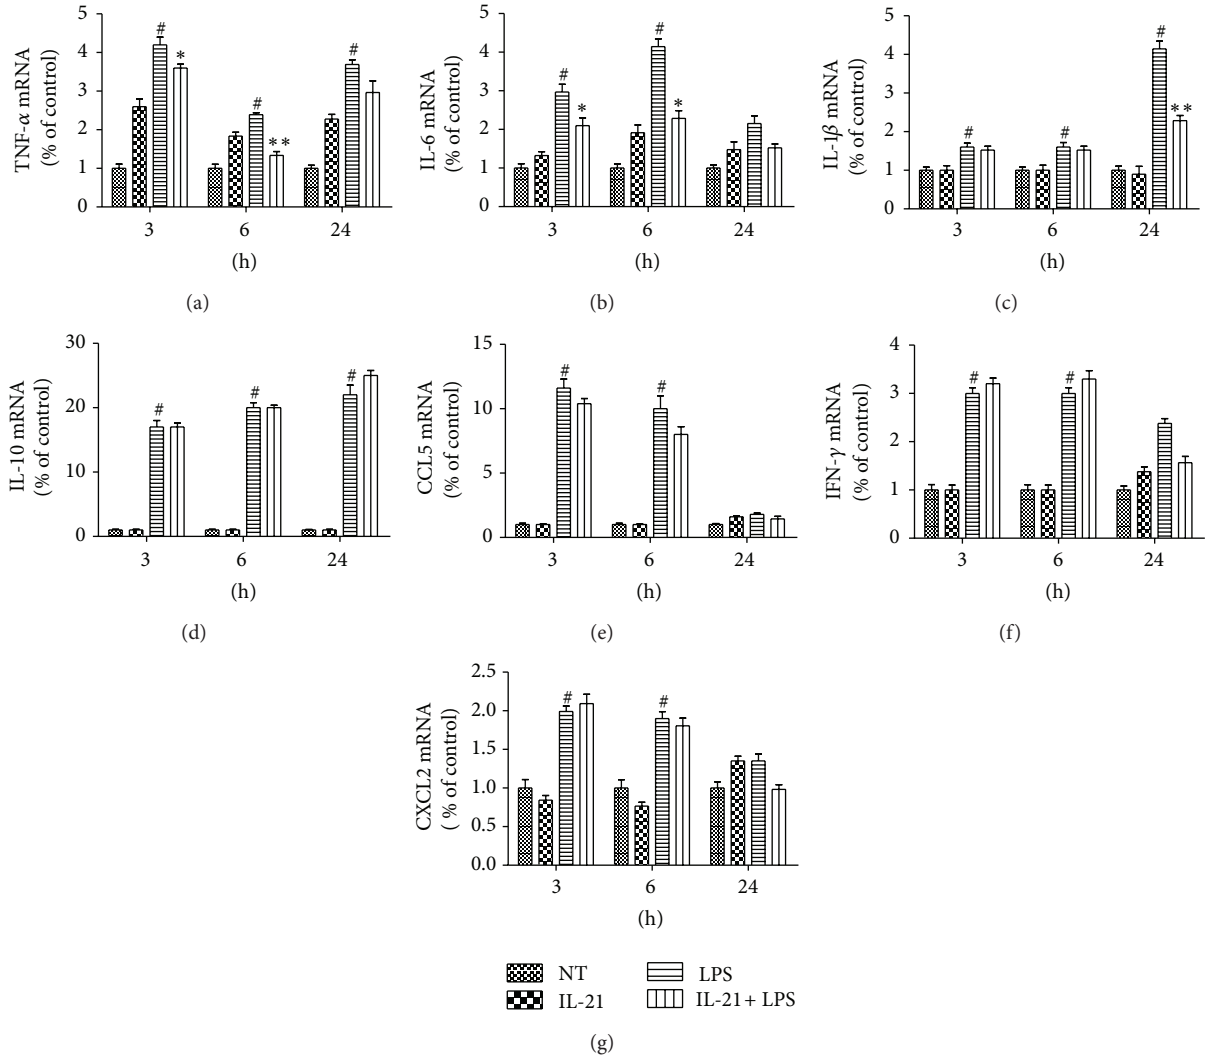 5
4
3
2
1
0
TNF-α mRNA
(% of control)
#
*
#
**
#
3 6 24
(h)
(a)
5
4
3
2
1
0
IL-6 mRNA
(% of control)
#
*
#
*
3 6 24
(h)
(b)
5
4
3
2
1
0
IL-1β mRNA
(% of control)
#
#
#
**
3 6 24
(h)
(c)
30
20
10
0
IL-10 mRNA
(% of control)
#
#
#
3 6 24
(h)
(d)
15
10
5
0
CCL5 mRNA
(% of control)
#
#
3 6 24
(h)
(e)
4
3
2
1
0
IFN-γ mRNA
(% of control)
#
#
3 6 24
(h)
(f)
2.5
2.0
1.5
1.0
0.5
0.0
CXCL2 mRNA
( % of control)
#
#
3 6 24
(h)
NT
IL-21
LPS
IL-21+ LPS
(g)